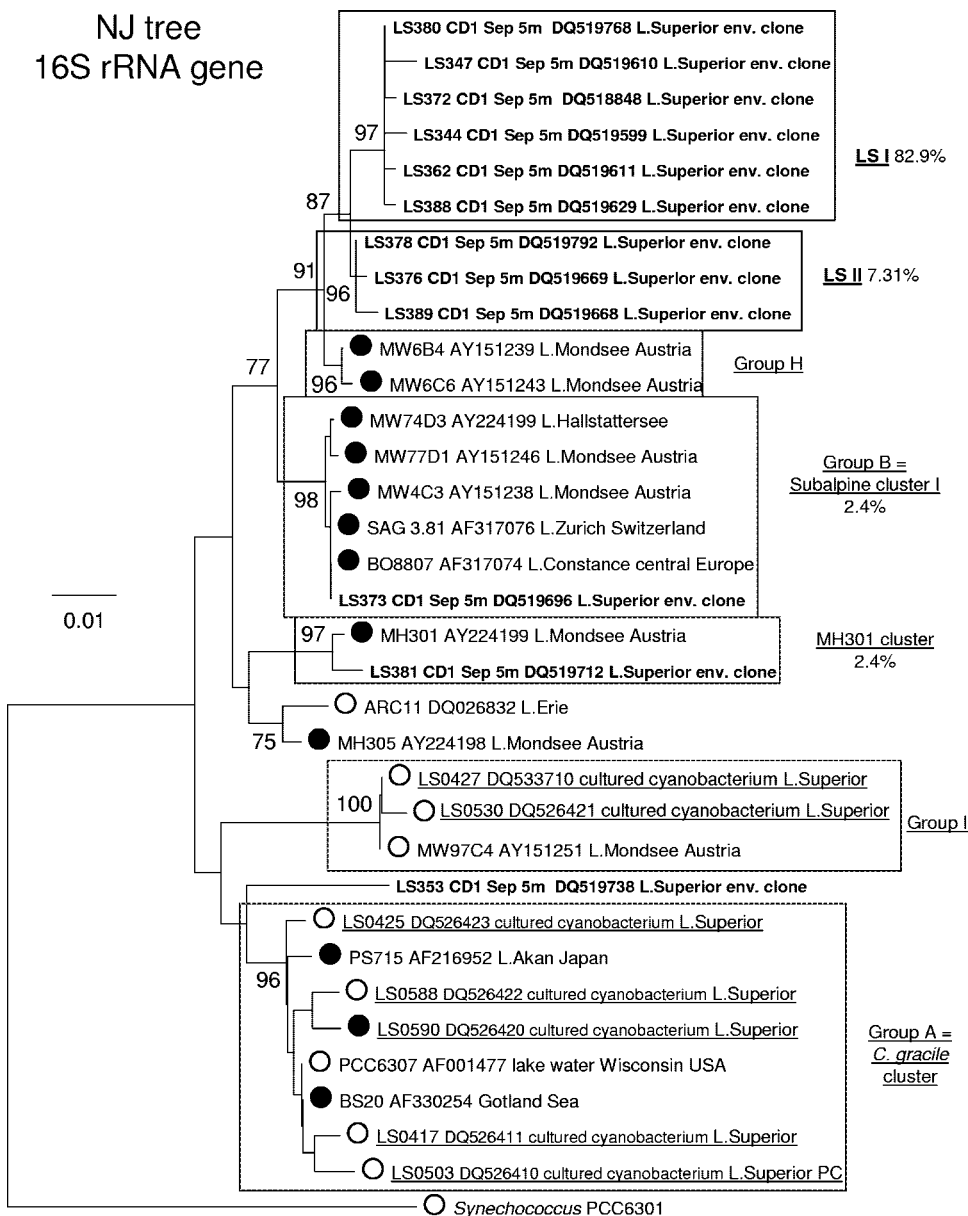 NJ tree
16S rRNA gene
LS380 CD1 Sep 5m DQ519768 L.Superior env. clone
LS347 CD1 Sep 5m DQ519610 L.Superior env. clone
LS372 CD1 Sep 5m DQ518848 L.Superior env. clone
97
LS344 CD1 Sep 5m DQ519599 L.Superior env. clone
LS I 82.9%
LS362 CD1 Sep 5m DQ519611 L.Superior env. clone
87
LS388 CD1 Sep 5m DQ519629 L.Superior env. clone
LS378 CD1 Sep 5m DQ519792 L.Superior env. clone
91
LS376 CD1 Sep 5m DQ519669 L.Superior env. clone
LS II 7.31%
96
LS389 CD1 Sep 5m DQ519668 L.Superior env. clone
MW6B4 AY151239 L.Mondsee Austria
Group H
77
96
MW6C6 AY151243 L.Mondsee Austria
MW74D3 AY224199 L.Hallstattersee
MW77D1 AY151246 L.Mondsee Austria
Group B =
Subalpine cluster I
2.4%
98
MW4C3 AY151238 L.Mondsee Austria
SAG 3.81 AF317076 L.Zurich Switzerland
BO8807 AF317074 L.Constance central Europe
LS373 CD1 Sep 5m DQ519696 L.Superior env. clone
0.01
97
MH301 AY224199 L.Mondsee Austria
MH301 cluster
2.4%
LS381 CD1 Sep 5m DQ519712 L.Superior env. clone
ARC11 DQ026832 L.Erie
75
MH305 AY224198 L.Mondsee Austria
LS0427 DQ533710 cultured cyanobacterium L.Superior
100
LS0530 DQ526421 cultured cyanobacterium L.Superior
Group I
MW97C4 AY151251 L.Mondsee Austria
LS353 CD1 Sep 5m DQ519738 L.Superior env. clone
LS0425 DQ526423 cultured cyanobacterium L.Superior
96
PS715 AF216952 L.Akan Japan
LS0588 DQ526422 cultured cyanobacterium L.Superior
LS0590 DQ526420 cultured cyanobacterium L.Superior
Group A =
C. gracile
cluster
PCC6307 AF001477 lake water Wisconsin USA
BS20 AF330254 Gotland Sea
LS0417 DQ526411 cultured cyanobacterium L.Superior
LS0503 DQ526410 cultured cyanobacterium L.Superior PC
Synechococcus PCC6301